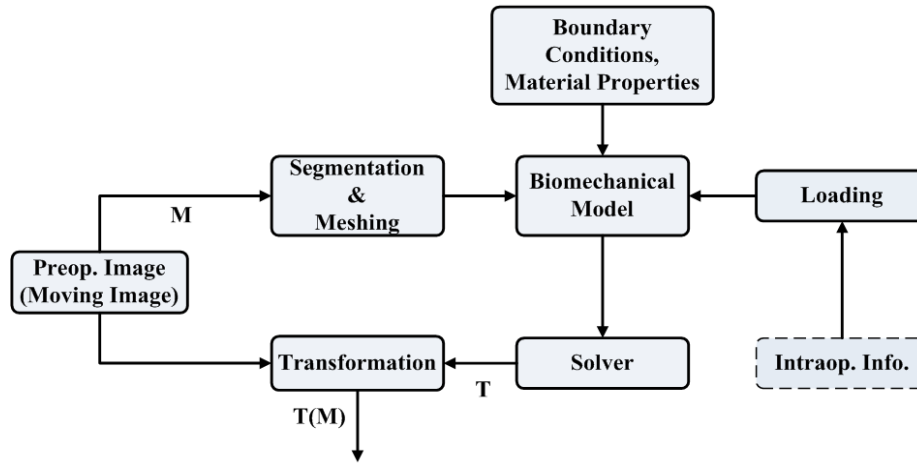 Boundary
Conditions,
Material Properties
Segmentation
&
Meshing
Biomechanical
Model
Loading
M
Preop. Image
(Moving Image)
Transformation
T
Solver
Intraop. Info.
T(M)